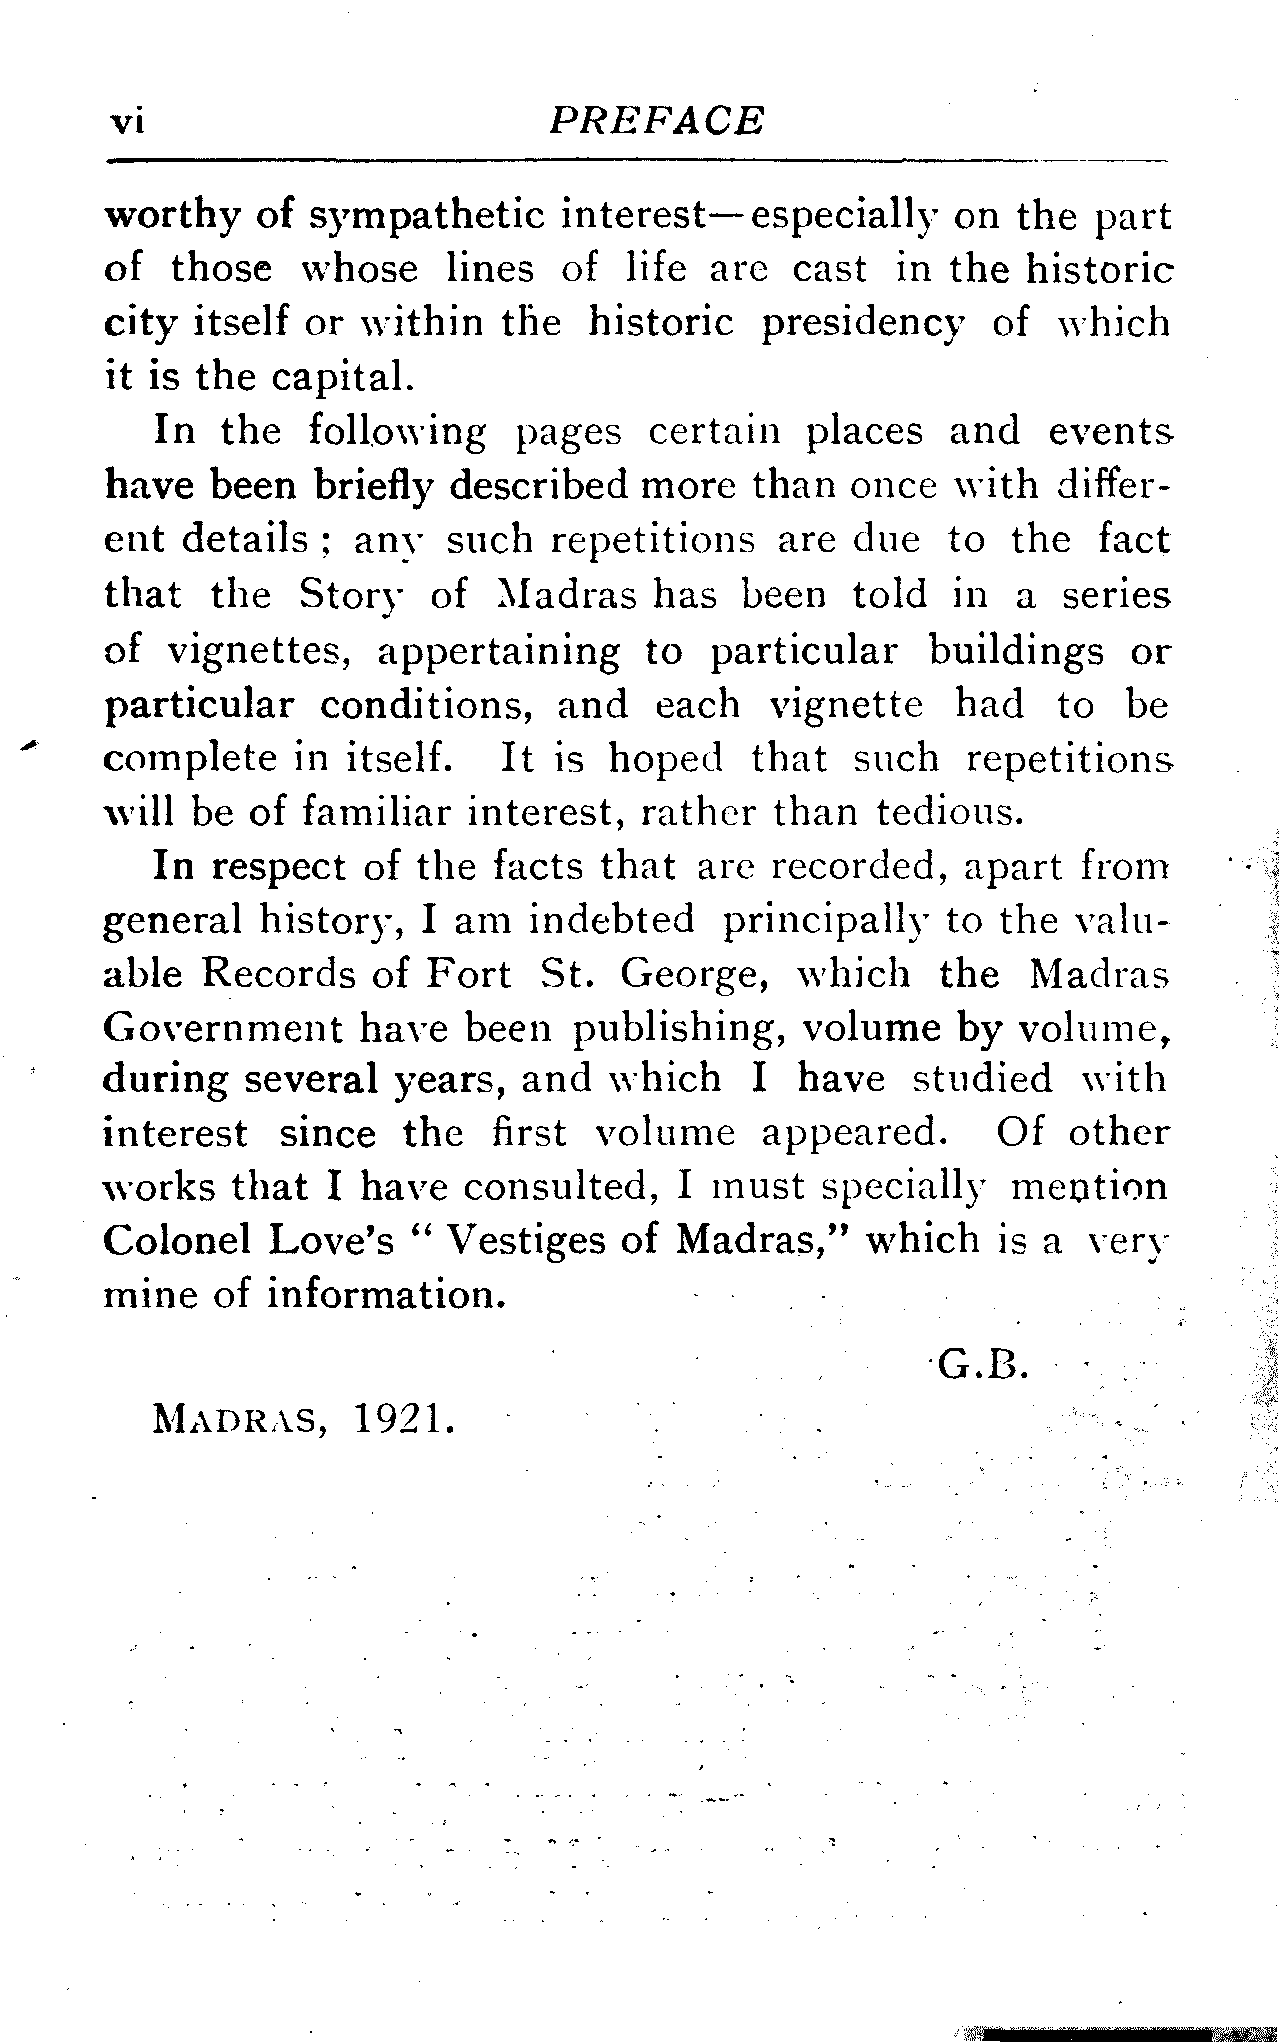 vi PREFACE
worthy of sympathetic interest—especially on the part
of those whose lines of life are cast in the historic
city itself or within the historic presidency of which
it is the capital.
In the following pages certain places and events
have been briefly described more than once with differ-
ent details ; any such repetitions are due to the fact
that the Story of Madras has been told in a series
of vignettes, appertaining to particular buildings or
particular conditions, and each vignette had to be
complete in itself. It is hoped that such repetitions
will be of familiar interest, rather than tedious.
In respect of the facts that are recorded, apart from
general history, I am indebted principally to the valu-
able Records of Fort St. George, which the Madras
Government have been publishing, volume by volume,
during several years, and which I have studied with
interest since the first volume appeared. Of other
works that I have consulted, I must specially mention
Colonel Love's “ Vestiges of Madras,” which is a very
mine of information.
G.B.
MADRAS, 1921.